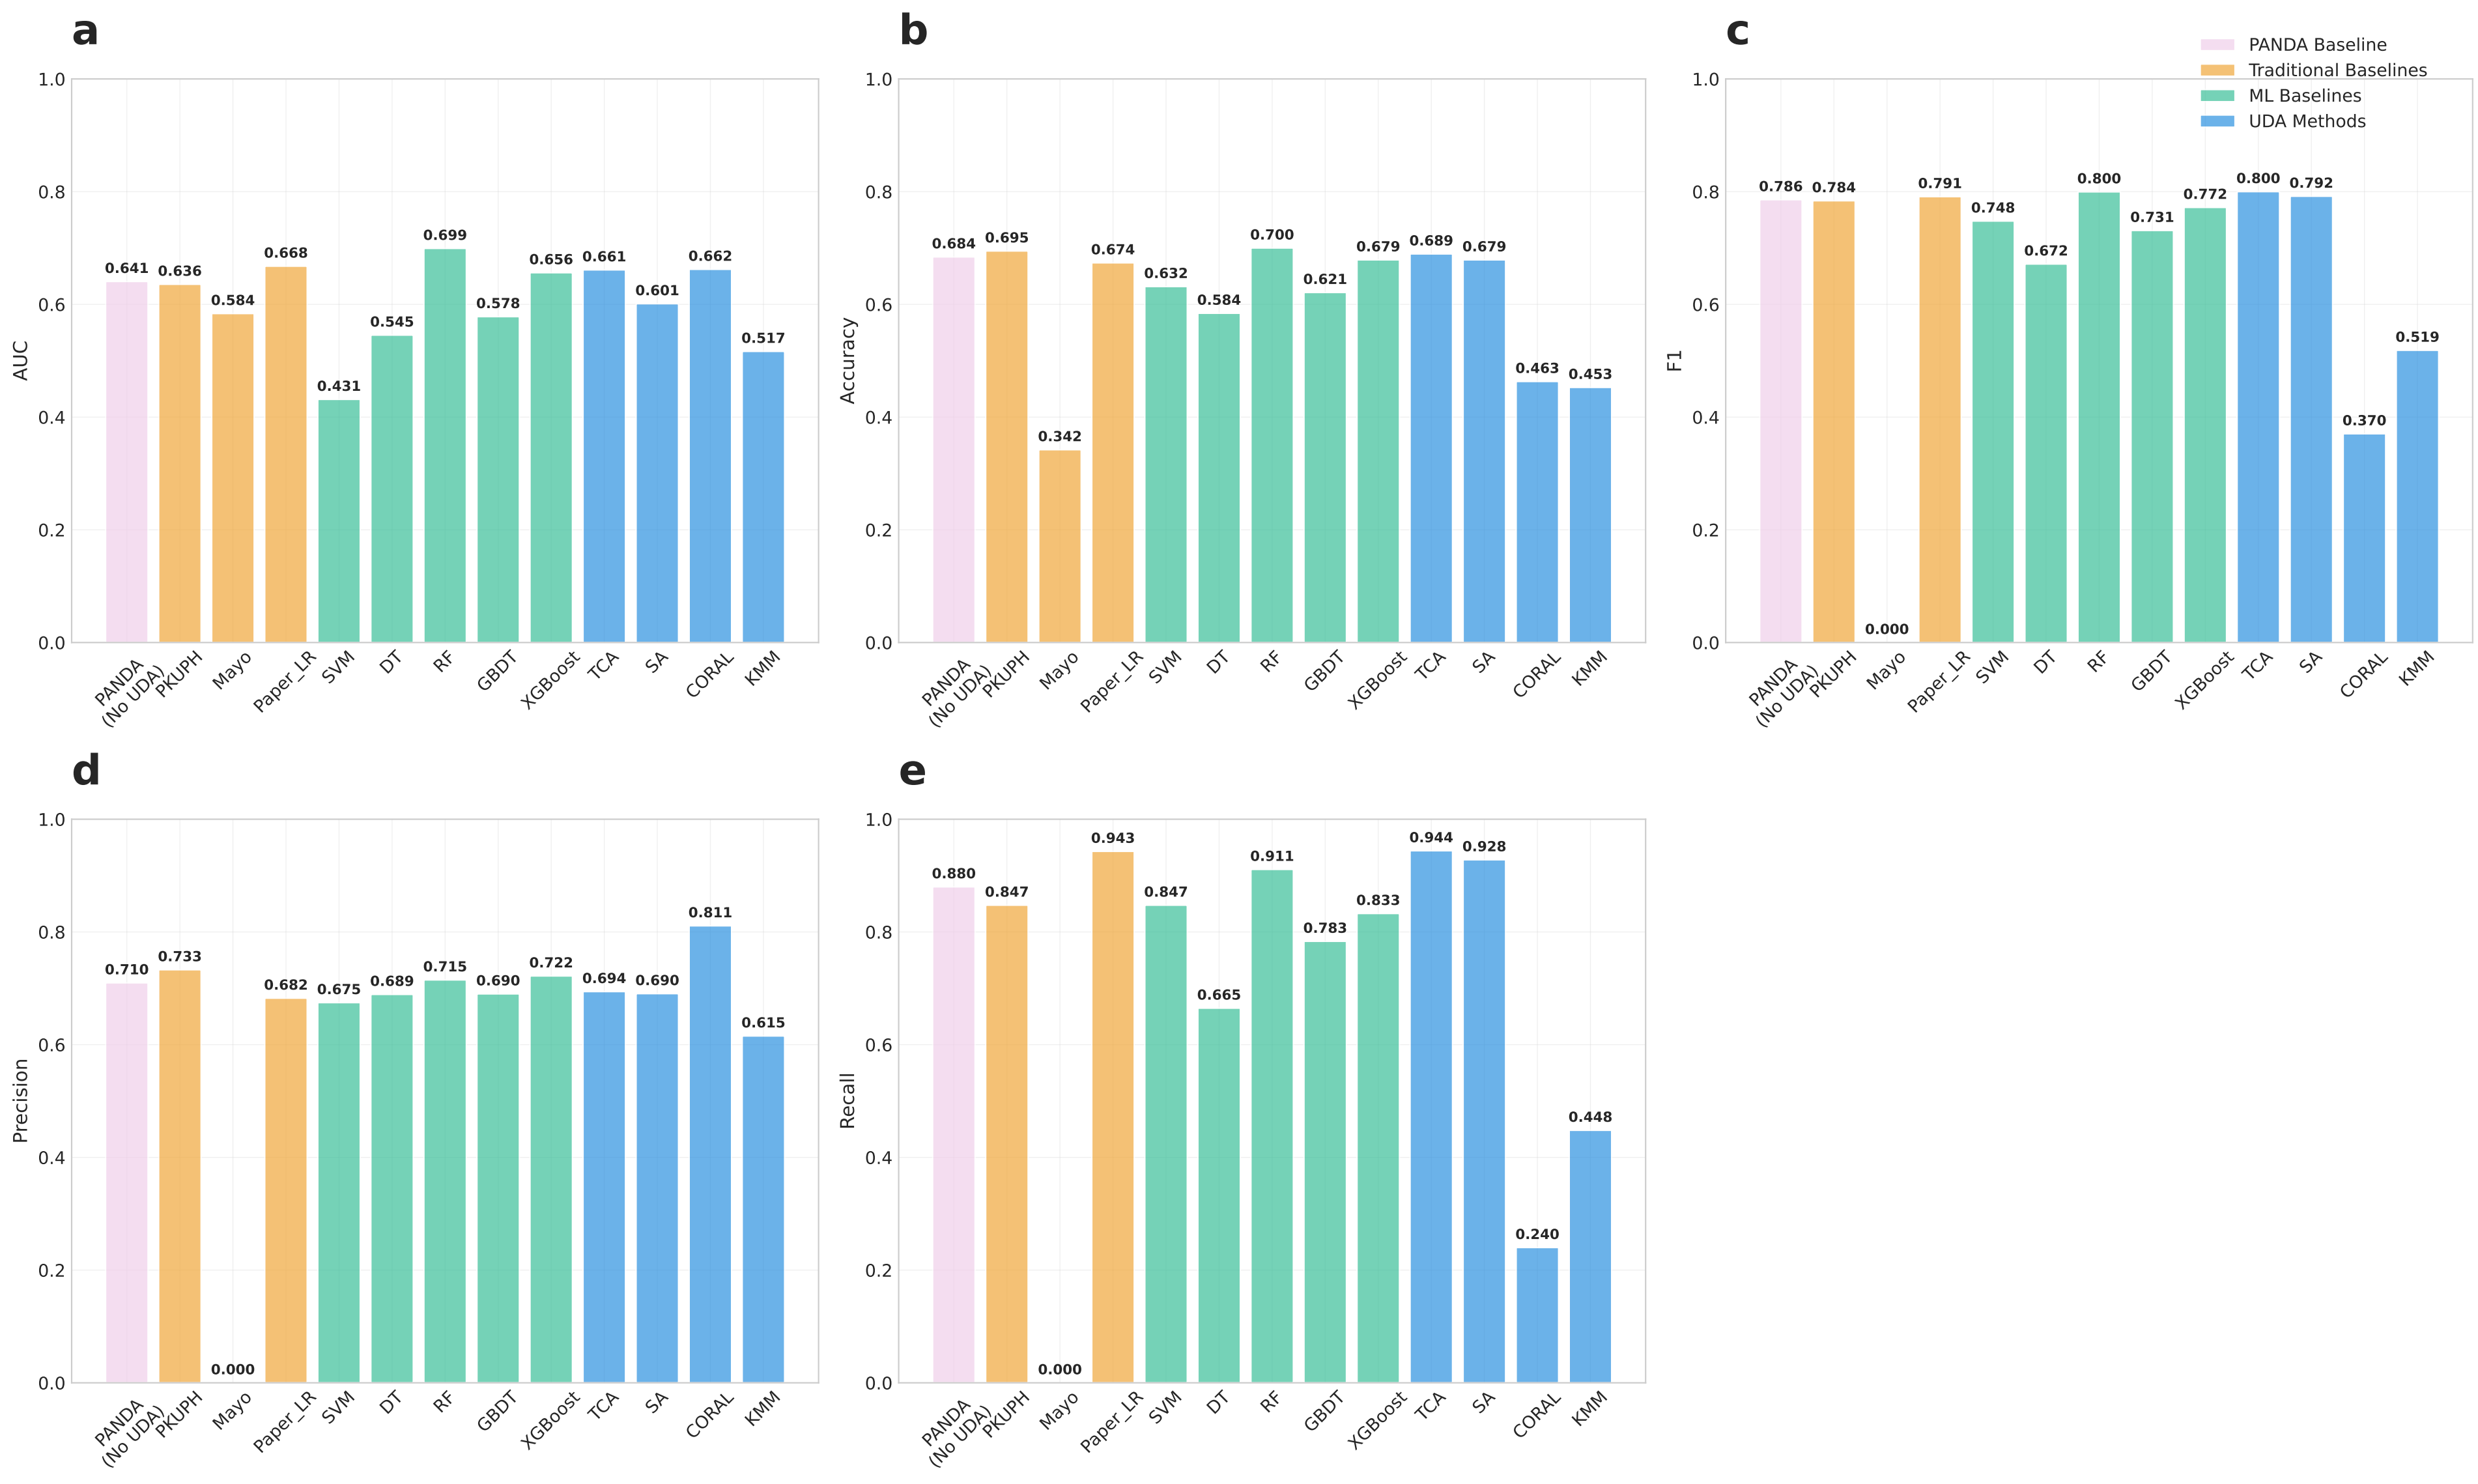 a
1.0
0.8
0.6
0.4
0.2
0.0
AUC
0.641
0.636
0.584
0.668
0.431
0.545
0.699
0.578
0.656
0.661
0.601
0.662
0.517
PANDA
(No UDA)
PKUPH
Mayo
Paper_LR
SVM
DT
RF
GBDT
XGBoost
TCA
SA
CORAL
KMM
b
1.0
0.8
0.6
0.4
0.2
0.0
Accuracy
0.684
0.695
0.342
0.674
0.632
0.584
0.700
0.621
0.679
0.689
0.679
0.463
0.453
PANDA
(No UDA)
PKUPH
Mayo
Paper_LR
SVM
DT
RF
GBDT
XGBoost
TCA
SA
CORAL
KMM
c
PANDA Baseline
Traditional Baselines
ML Baselines
UDA Methods
1.0
0.8
0.6
0.4
0.2
0.0
F1
0.786
0.784
0.000
0.791
0.748
0.672
0.800
0.731
0.772
0.800
0.792
0.370
0.519
PANDA
(No UDA)
PKUPH
Mayo
Paper_LR
SVM
DT
RF
GBDT
XGBoost
TCA
SA
CORAL
KMM
d
1.0
0.8
0.6
0.4
0.2
0.0
Precision
0.710
0.733
0.000
0.682
0.675
0.689
0.715
0.690
0.722
0.694
0.690
0.811
0.615
PANDA
(No UDA)
PKUPH
Mayo
Paper_LR
SVM
DT
RF
GBDT
XGBoost
TCA
SA
CORAL
KMM
e
1.0
0.8
0.6
0.4
0.2
0.0
Recall
0.880
0.847
0.000
0.943
0.847
0.665
0.911
0.783
0.833
0.944
0.928
0.240
0.448
PANDA
(No UDA)
PKUPH
Mayo
Paper_LR
SVM
DT
RF
GBDT
XGBoost
TCA
SA
CORAL
KMM